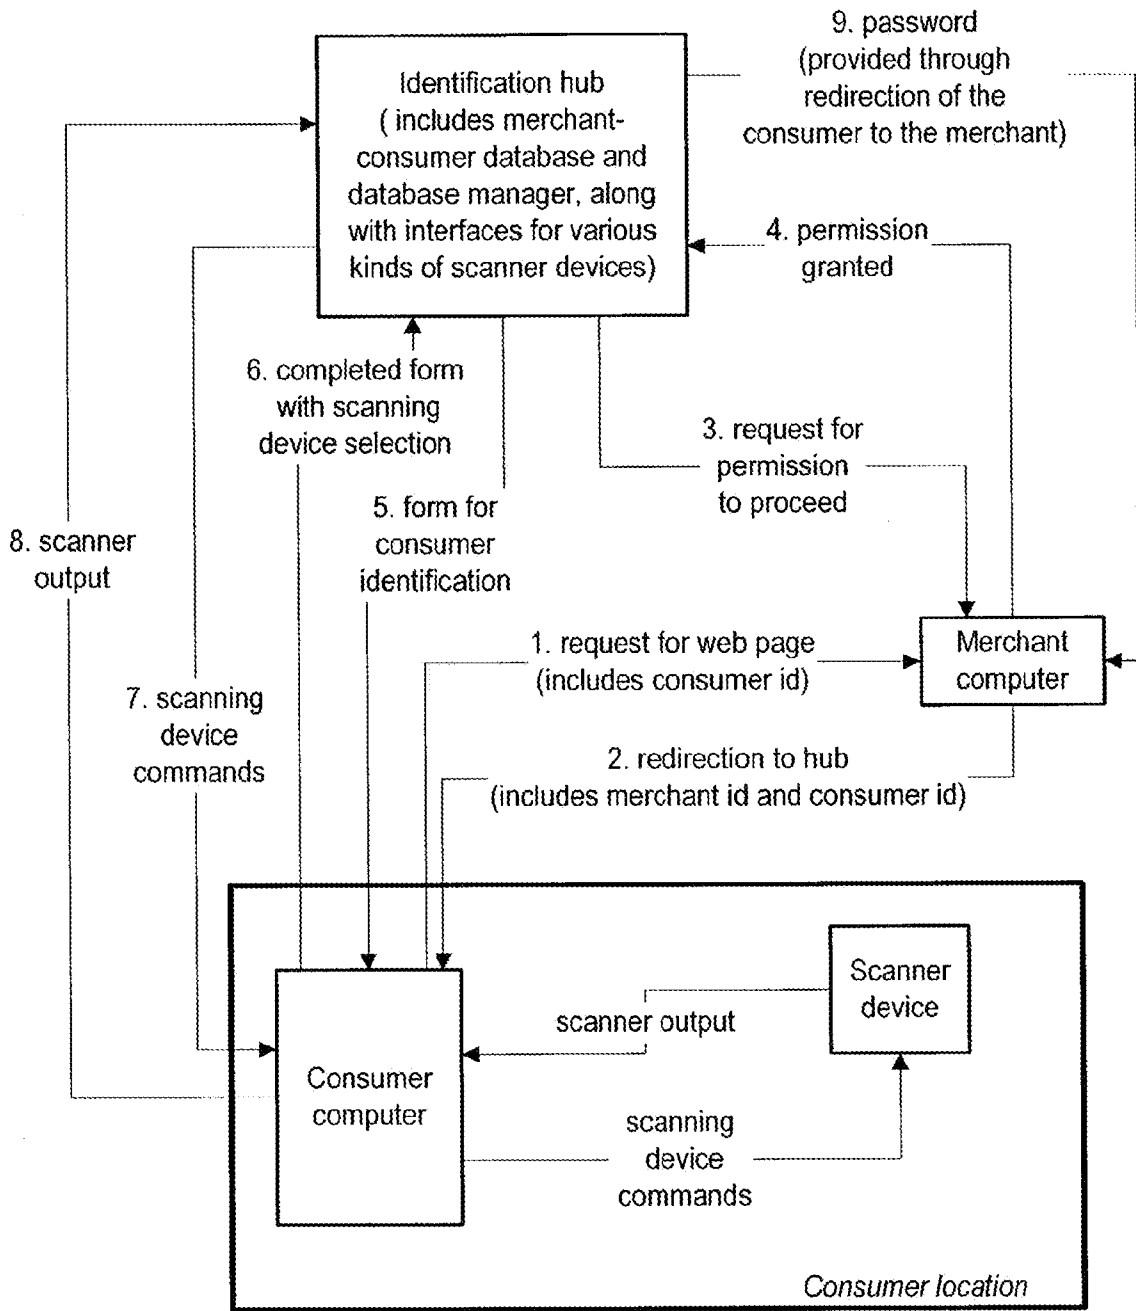 9. password
(provided through
redirection of the
consumer to the merchant)
Identification hub
( includes merchant-
consumer database and
database manager, along
with interfaces for various
kinds of scanner devices)
4. permission
granted
6. completed form
with scanning
device selection
3. request for
permission
to proceed
5. form for
consumer
identification
8. scanner
output
1. request for web page
(includes consumer id)
Merchant
computer
7. scanning
device
commands
2. redirection to hub
(includes merchant id and consumer id)
Scanner
device
scanner output
Consumer
computer
scanning
device
commands
Consumer location